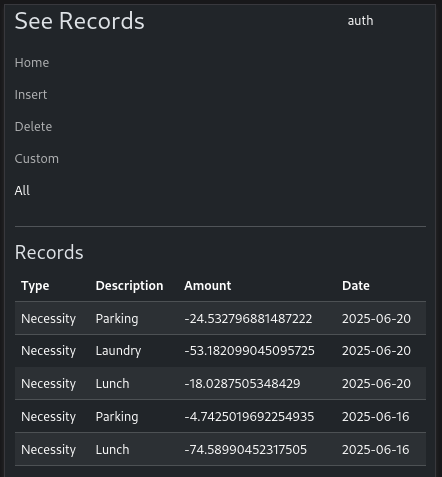 See Records auth
Home
Insert
Delete
Custom
All
Records
Type Description Amount Date
Necessity Parking -24.532796881487222 2025-06-20
Necessity Laundry -53.182099045095725 2025-06-20
Necessity Lunch -18.0287505348429 2025-06-20
Necessity Parking -4.7425019692254935 2025-06-16
Necessity Lunch -74.58990452317505 2025-06-16